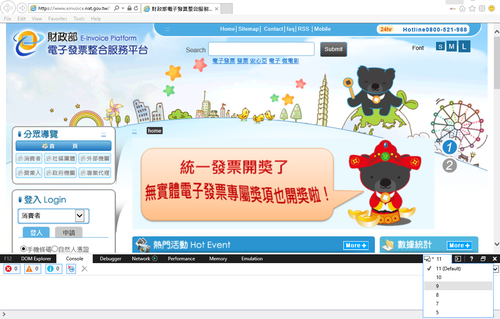 https://www.einvoice.nat.gov.tw/
財政部電子發票整合服務...
File Edit View Favorites Tools Help
財政部 E-Invoice Platform
電子發票整合服務平台
::: Home | Sitemap | Contact | faq | RSS | Mobile
24hr Hotline0800-521-988
Search Submit
Font S M L
電子發票 發票 安心亞 電子 微電影
分眾導覽
首頁
消費者 社福團體 外部機關
營業人 政府機關 專業代理
::: home
統一發票開獎了
無實體電子發票專屬獎項也開獎啦！
1
2
登入 Login
消費者
登入 申請
手機條碼 自然人憑證
熱門活動 Hot Event More+
數據統計 More+
F12 DOM Explorer Console Debugger Network Performance Memory Emulation
11
0 0 0
11 (Default)
10
9
8
7
5